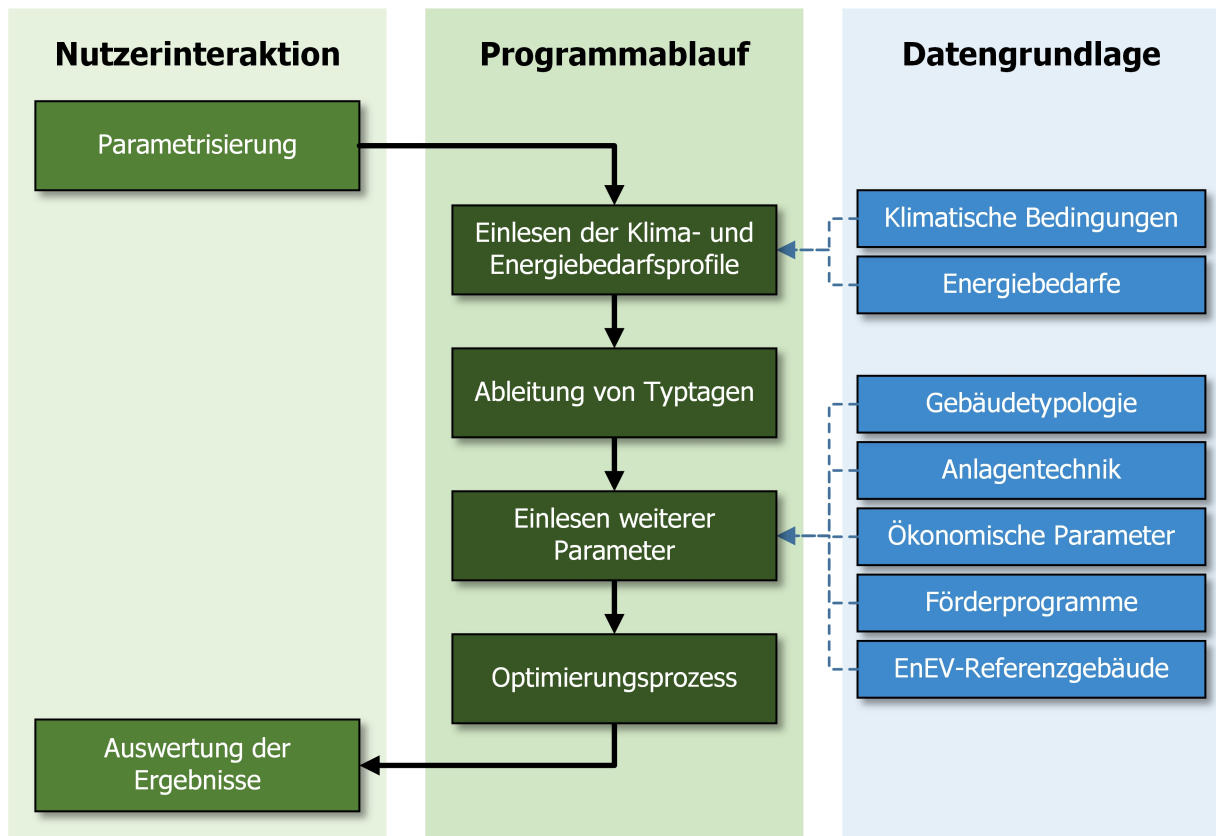 Nutzerinteraktion
Parametrisierung
Auswertung der
Ergebnisse
Programmablauf
Einlesen der Klima- und
Energiebedarfsprofile
Ableitung von Typtagen
Einlesen weiterer
Parameter
Optimierungsprozess
Datengrundlage
Klimatische Bedingungen
Energiebedarfe
Gebäudetypologie
Anlagentechnik
Ökonomische Parameter
Förderprogramme
EnEV-Referenzgebäude